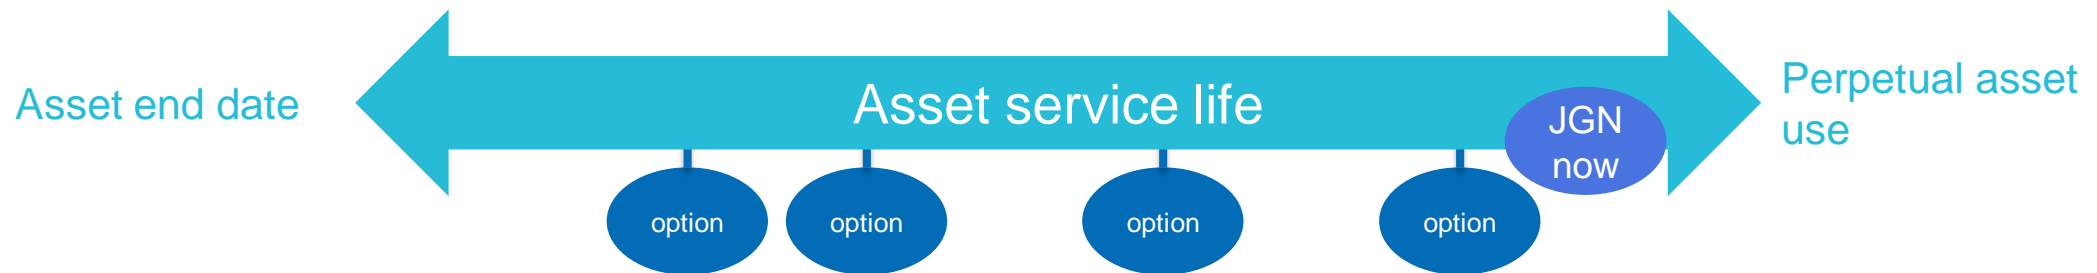 Asset end date
Asset service life
Perpetual asset
use
JGN
now
option
option
option
option